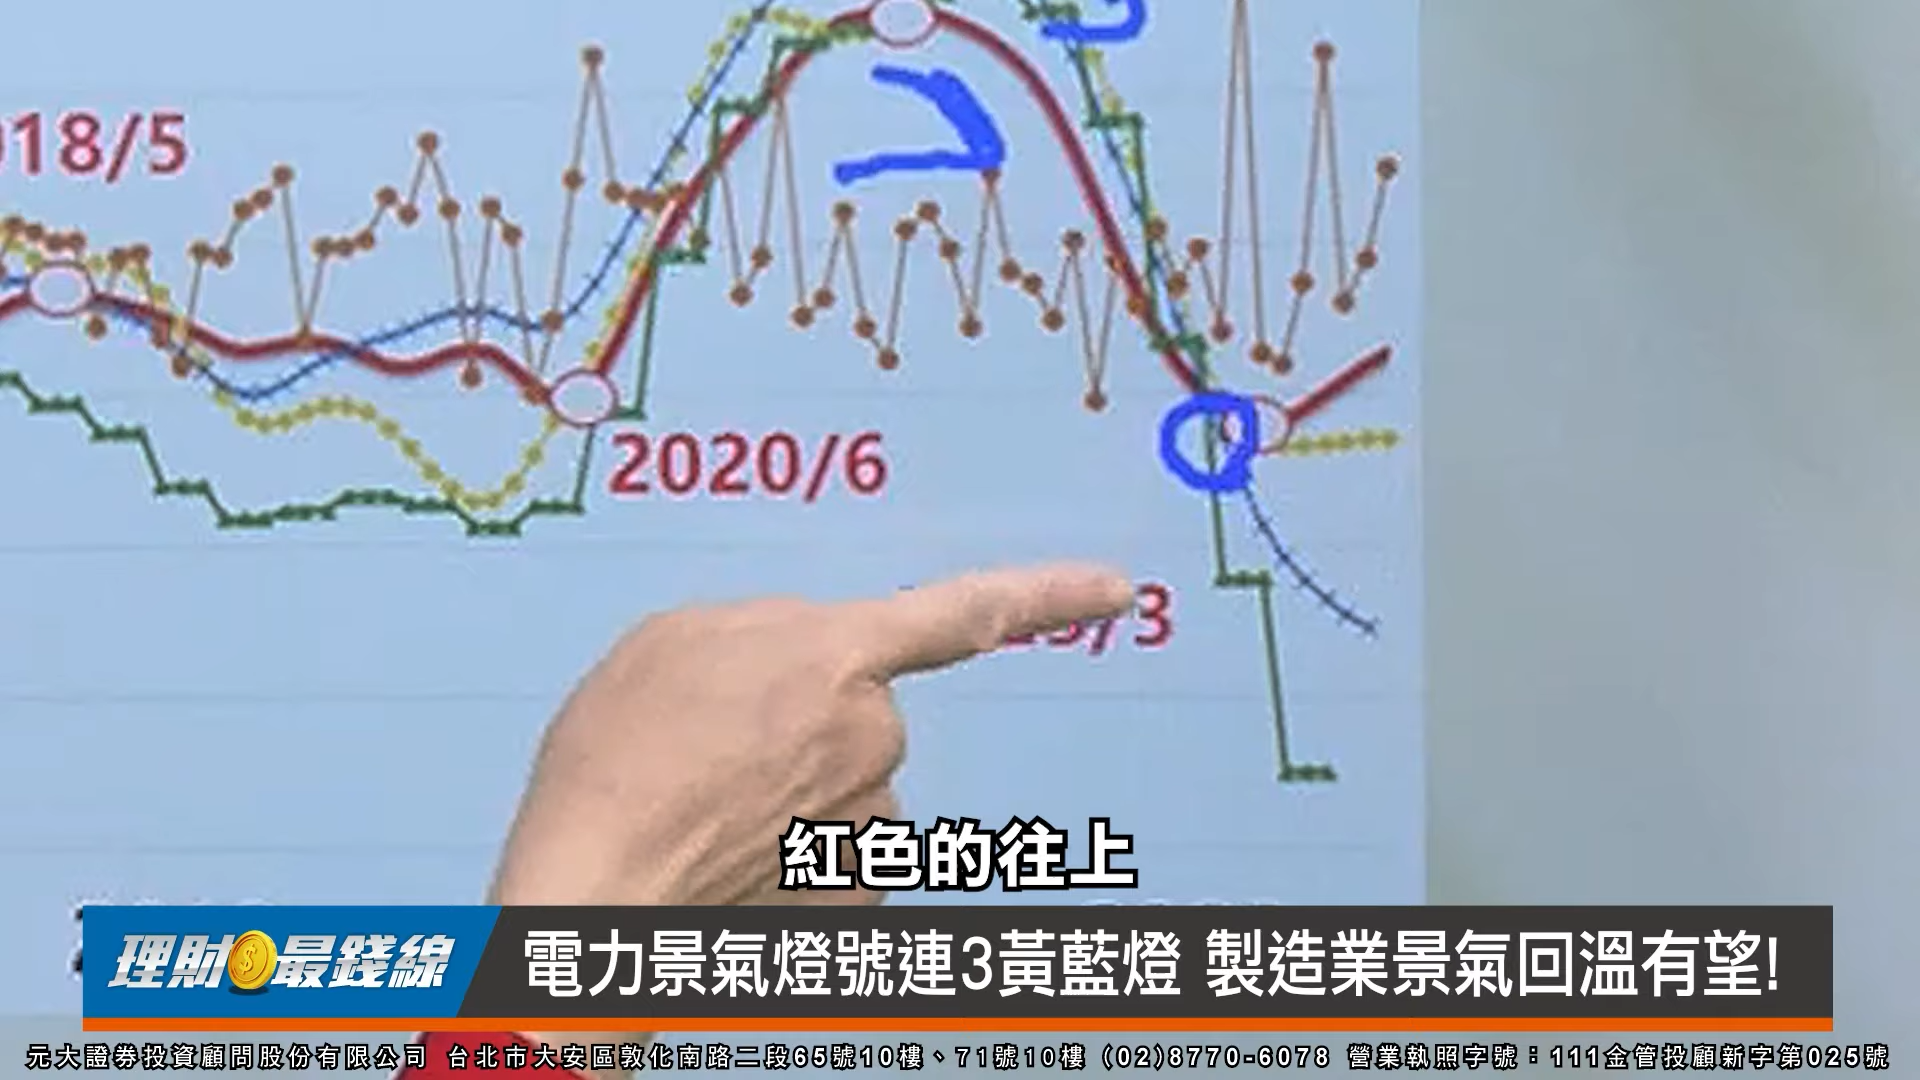 018/5
2020/6
23/3
紅色的往上
理財最錢線
電力景氣燈號連3黃藍燈 製造業景氣回溫有望!
元大證券投資顧問股份有限公司 台北市大安區敦化南路二段65號10樓、71號10樓 (02)8770-6078 營業執照字號：111金管投顧新字第025號